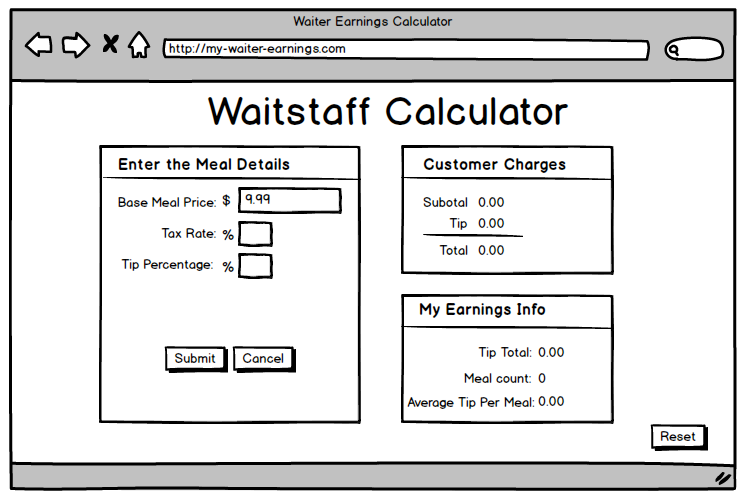 Waiter Earnings Calculator
http://my-waiter-earnings.com
Waitstaff Calculator
Enter the Meal Details
Base Meal Price: $ 9.99
Tax Rate: %
Tip Percentage: %
Submit Cancel
Customer Charges
Subotal 0.00
Tip 0.00
Total 0.00
My Earnings Info
Tip Total: 0.00
Meal count: 0
Average Tip Per Meal: 0.00
Reset